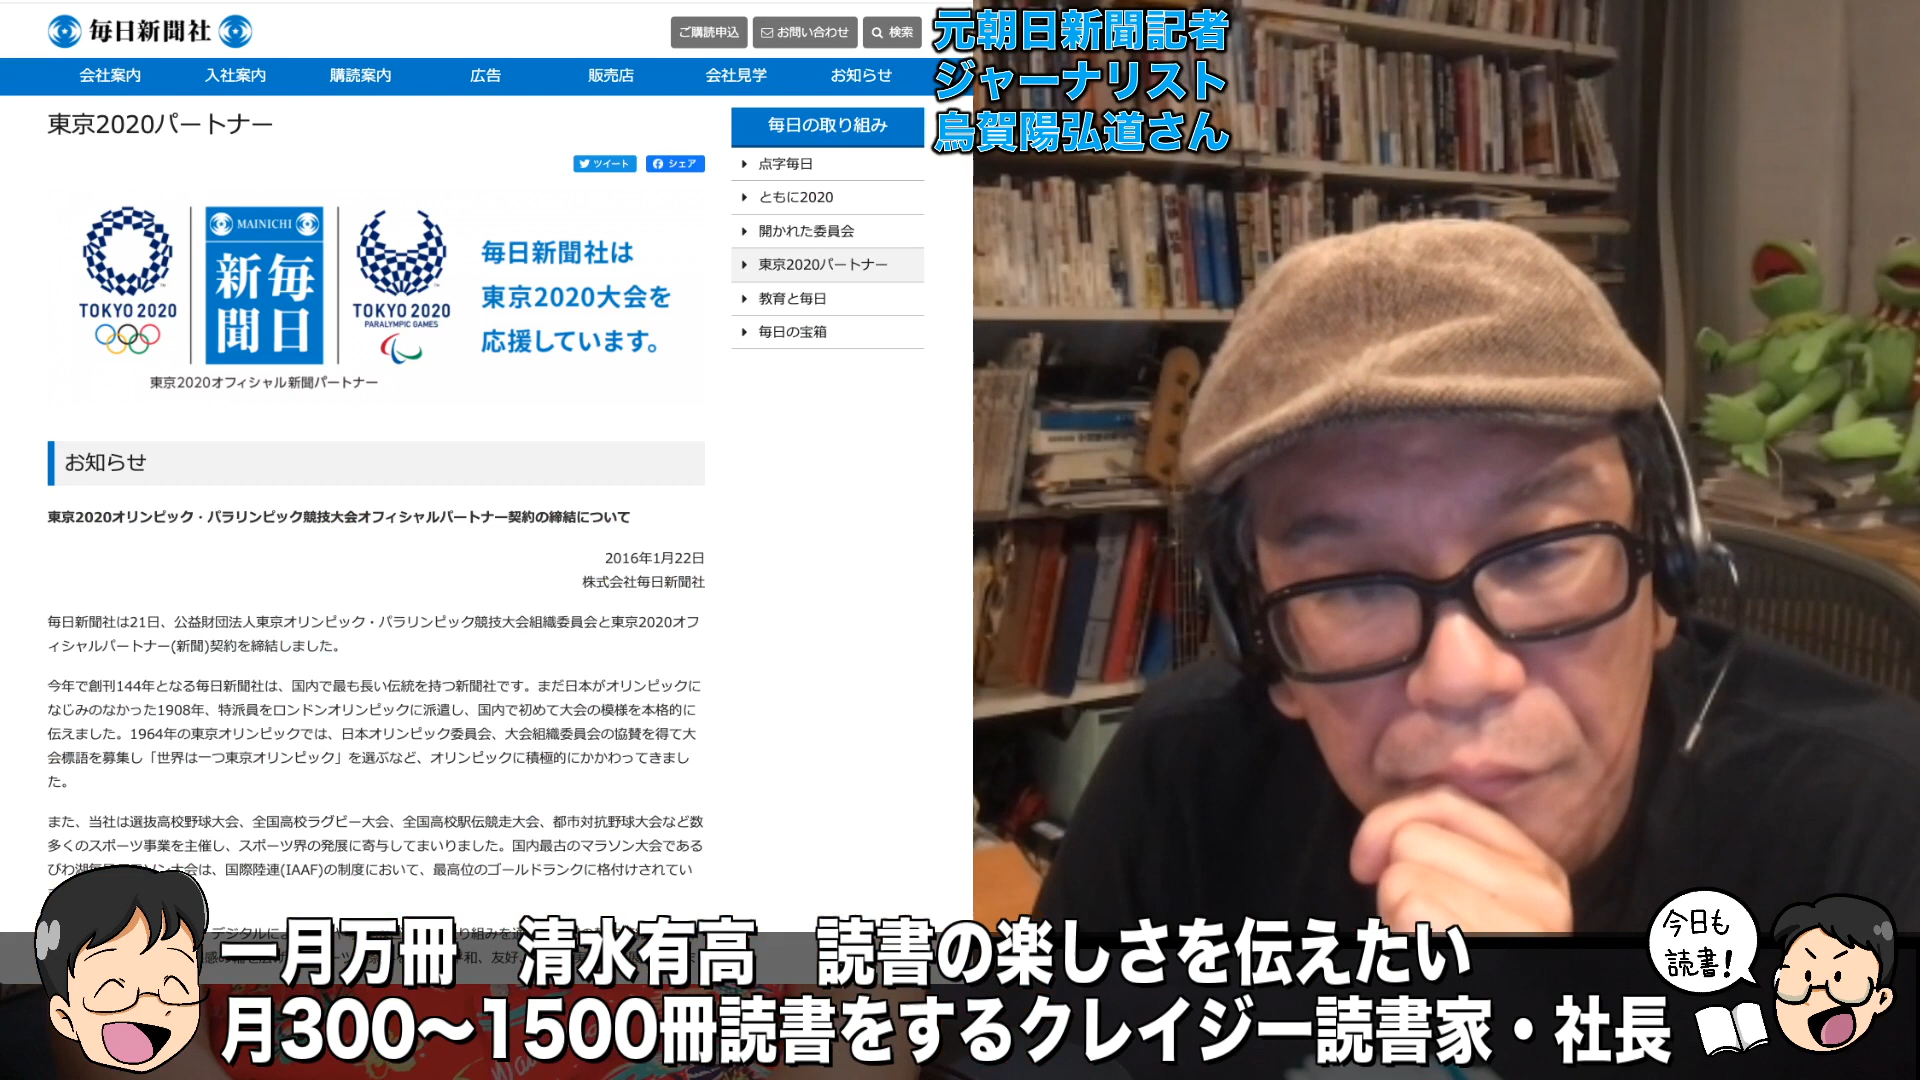 毎日新聞社
ご購読申込
お問い合わせ
検索
会社案内
入社案内
購読案内
広告
販売店
会社見学
お知らせ
元朝日新聞記者
ジャーナリスト
烏賀陽弘道さん
東京2020パートナー
ツイート
シェア
毎日の取り組み
点字毎日
ともに2020
開かれた委員会
東京2020パートナー
教育と毎日
毎日の宝箱
TOKYO 2020
MAINICHI
毎日新聞
TOKYO 2020
PARALYMPIC GAMES
毎日新聞社は
東京2020大会を
応援しています。
東京2020オフィシャル新聞パートナー
お知らせ
東京2020オリンピック・パラリンピック競技大会オフィシャルパートナー契約の締結について
2016年1月22日
株式会社毎日新聞社
毎日新聞社は21日、公益財団法人東京オリンピック・パラリンピック競技大会組織委員会と東京2020オフ
ィシャルパートナー(新聞)契約を締結しました。
今年で創刊144年となる毎日新聞社は、国内で最も長い伝統を持つ新聞社です。まだ日本がオリンピックに
なじみのなかった1908年、特派員をロンドンオリンピックに派遣し、国内で初めて大会の模様を本格的に
伝えました。1964年の東京オリンピックでは、日本オリンピック委員会、大会組織委員会の協賛を得て大
会標語を募集し「世界は一つ東京オリンピック」を選ぶなど、オリンピックに積極的にかかわってきまし
た。
また、当社は選抜高校野球大会、全国高校ラグビー大会、全国高校駅伝競走大会、都市対抗野球大会など数
多くのスポーツ事業を主催し、スポーツ界の発展に寄与してまいりました。国内最古のマラソン大会である
びわ湖毎 ソン大会は、国際陸連(IAAF)の制度において、最高位のゴールドランクに格付けされてい
デジタルによ
一月万冊 清水有高 読書の楽しさを伝えたい
月300〜1500冊読書をするクレイジー読書家・社長
今日も
読書!